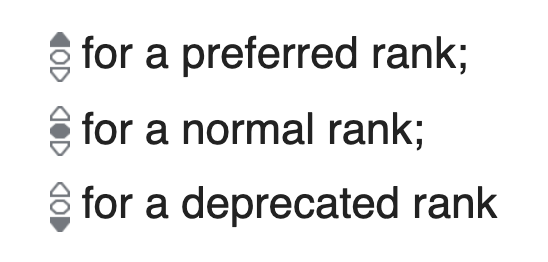 for a preferred rank;
for a normal rank;
for a deprecated rank